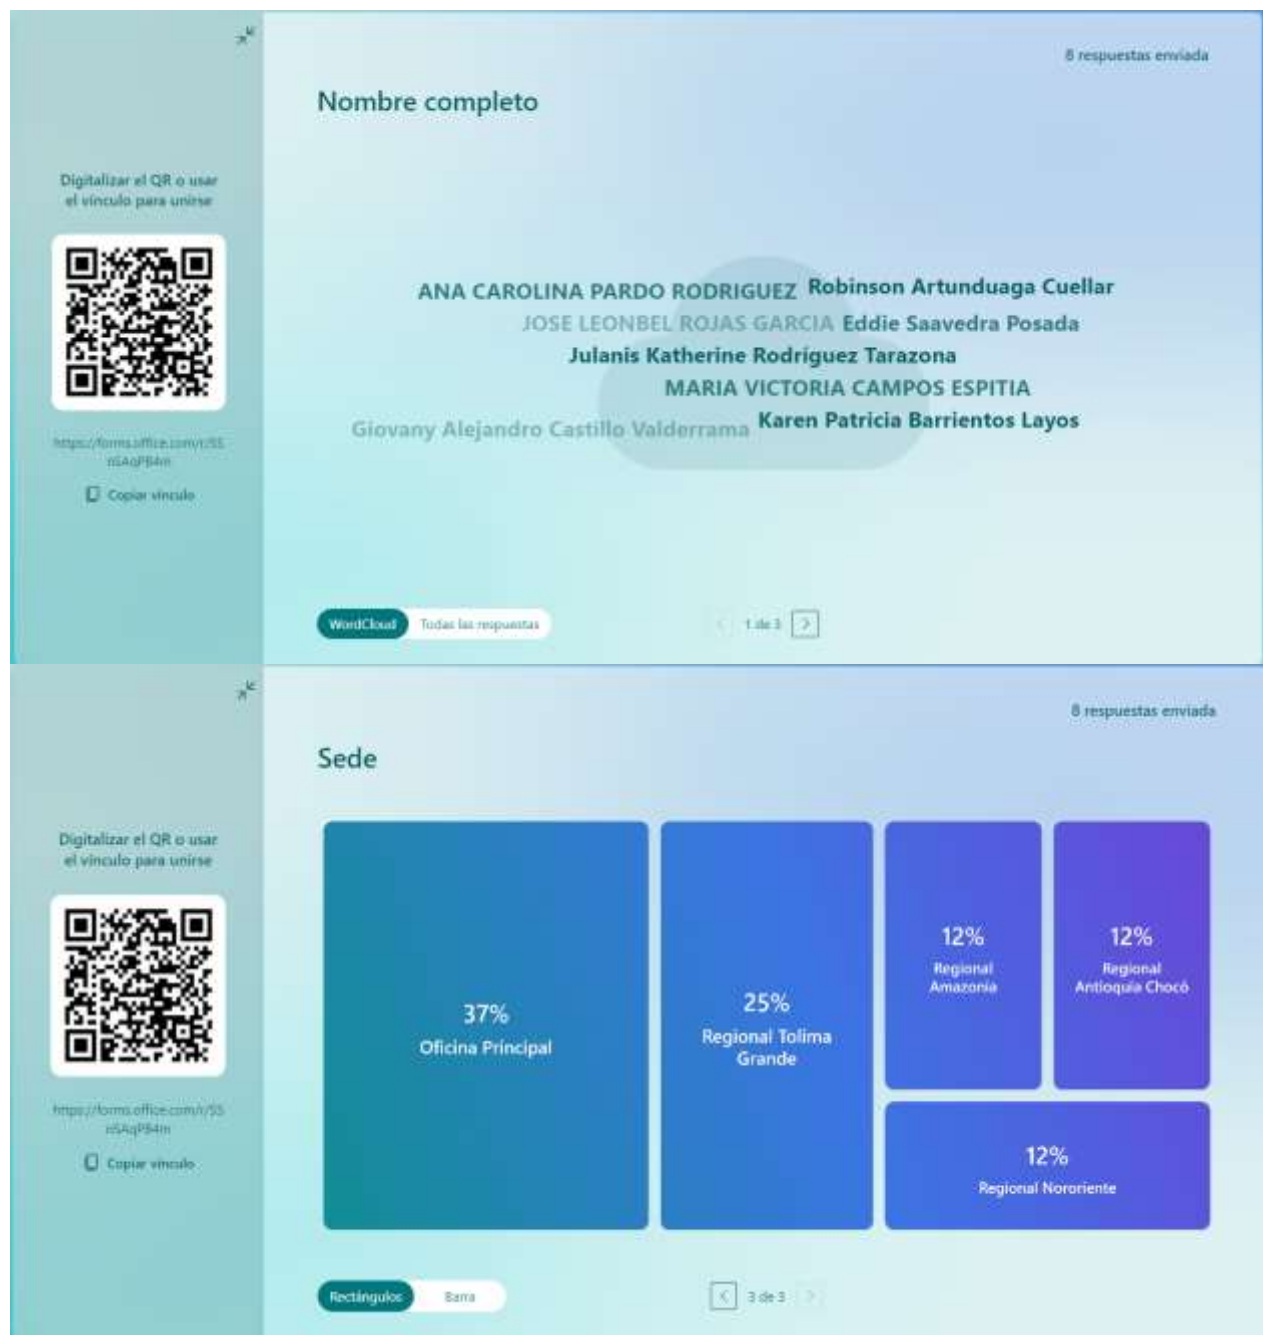 8 respuestas enviada
Nombre completo
Digitalizar el QR o usar
el vínculo para unirse
ANA CAROLINA PARDO RODRIGUEZ Robinson Artunduaga Cuellar
JOSE LEONBEL ROJAS GARCIA Eddie Saavedra Posada
Julanis Katherine Rodríguez Tarazona
MARIA VICTORIA CAMPOS ESPITIA
Giovany Alejandro Castillo Valderrama Karen Patricia Barrientos Layos
Copiar vínculo
WordCloud Todas las respuestas
1 de 3
8 respuestas enviada
Sede
Digitalizar el QR o usar
el vínculo para unirse
37%
Oficina Principal
25%
Regional Tolima
Grande
12%
Regional
Amazonia
12%
Regional
Antioquia Chocó
12%
Regional Nororiente
Copiar vínculo
Rectángulos Barra
3 de 3